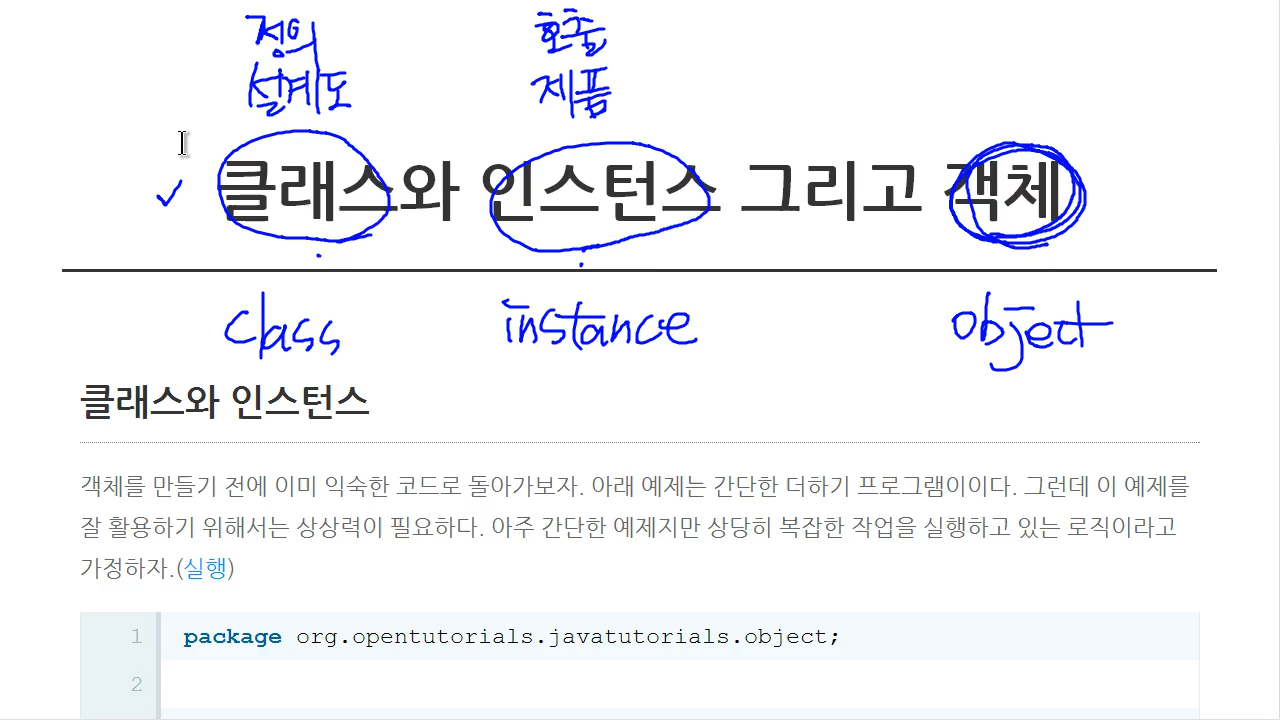 정의 호출
설계도 제품
클래스와 인스턴스 그리고 객체
class instance object
클래스와 인스턴스
객체를 만들기 전에 이미 익숙한 코드로 돌아가보자. 아래 예제는 간단한 더하기 프로그램이이다. 그런데 이 예제를
잘 활용하기 위해서는 상상력이 필요하다. 아주 간단한 예제지만 상당히 복잡한 작업을 실행하고 있는 로직이라고
가정하자.(실행)
1 package org.opentutorials.javatutorials.object;
2